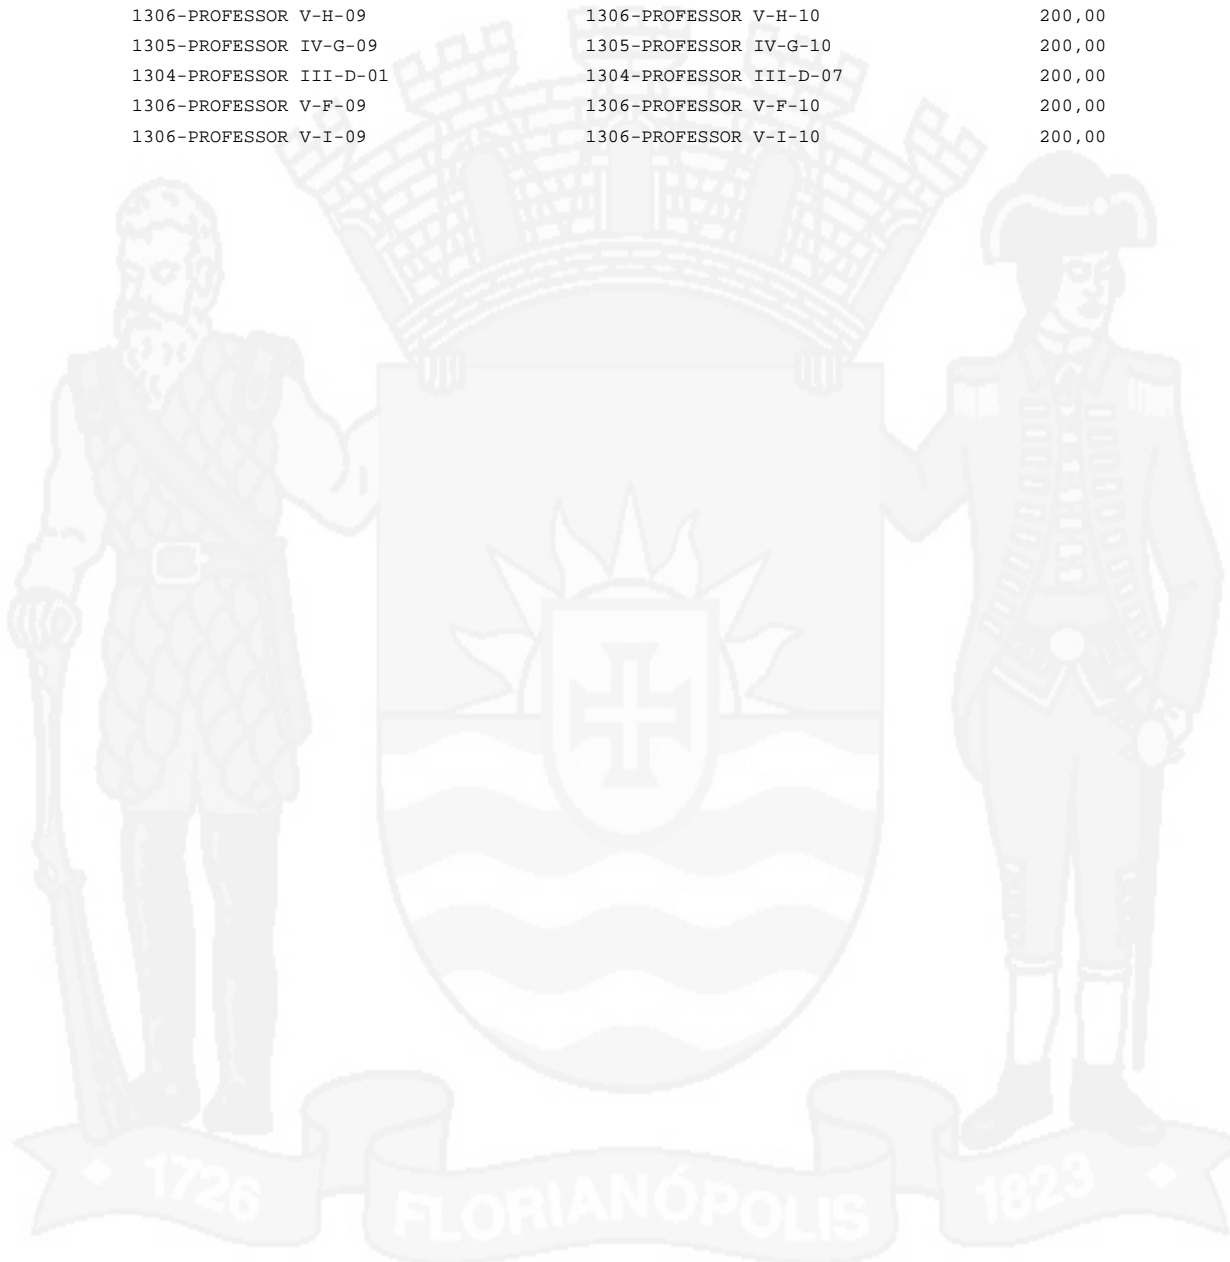 1306-PROFESSOR V-H-09 1306-PROFESSOR V-H-10 200,00
1305-PROFESSOR IV-G-09 1305-PROFESSOR IV-G-10 200,00
1304-PROFESSOR III-D-01 1304-PROFESSOR III-D-07 200,00
1306-PROFESSOR V-F-09 1306-PROFESSOR V-F-10 200,00
1306-PROFESSOR V-I-09 1306-PROFESSOR V-I-10 200,00
1726 FLORIANÓPOLIS 1823